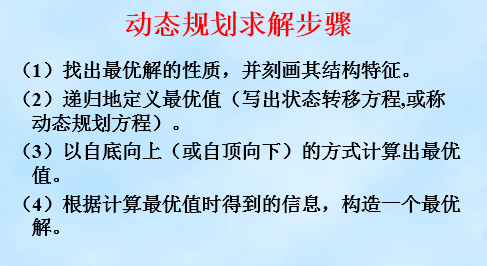 动态规划求解步骤
（1）找出最优解的性质，并刻画其结构特征。
（2）递归地定义最优值（写出状态转移方程,或称
动态规划方程）。
（3）以自底向上（或自顶向下）的方式计算出最优
值。
（4）根据计算最优值时得到的信息，构造一个最优
解。